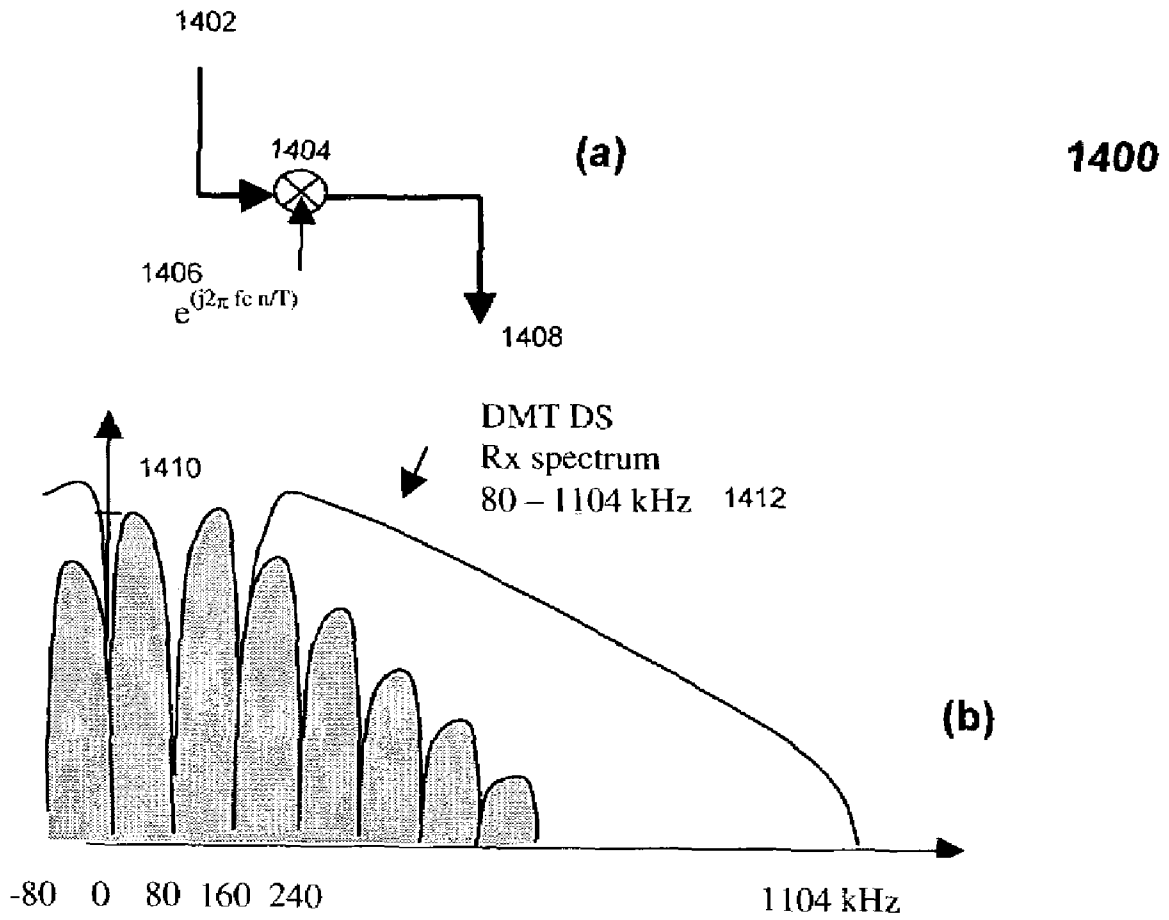 1402
1404
(a)
1400
1406
e^(j2π fc n/T)
1408
DMT DS
Rx spectrum
80 – 1104 kHz 1412
1410
(b)
-80 0 80 160 240 1104 kHz